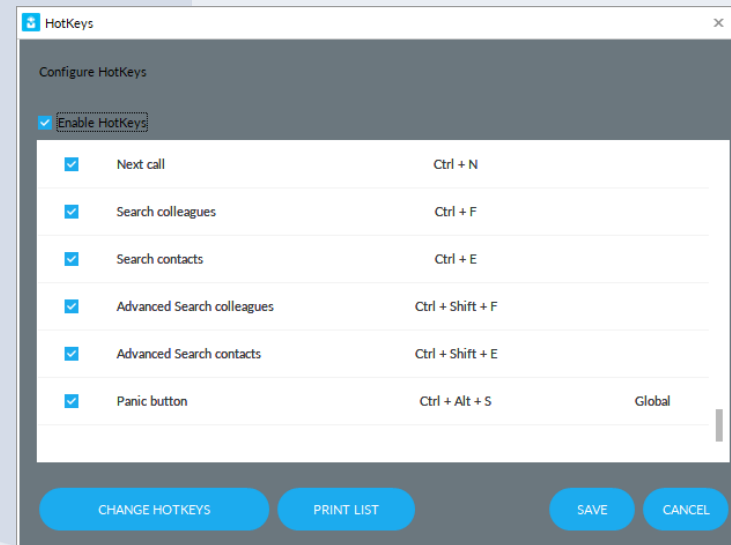 HotKeys
Configure HotKeys
Enable HotKeys
Next call Ctrl + N
Search colleagues Ctrl + F
Search contacts Ctrl + E
Advanced Search colleagues Ctrl + Shift + F
Advanced Search contacts Ctrl + Shift + E
Panic button Ctrl + Alt + S Global
CHANGE HOTKEYS PRINT LIST SAVE CANCEL